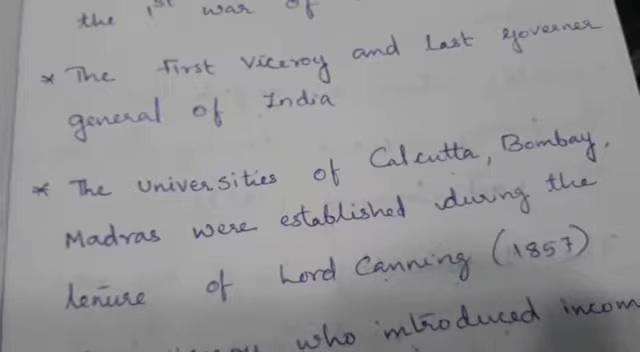 the 1st war of
* The first viceroy and last governer
general of India
* The universities of Calcutta, Bombay,
Madras were established during the
tenure of Lord Canning (1857)
who introduced incom